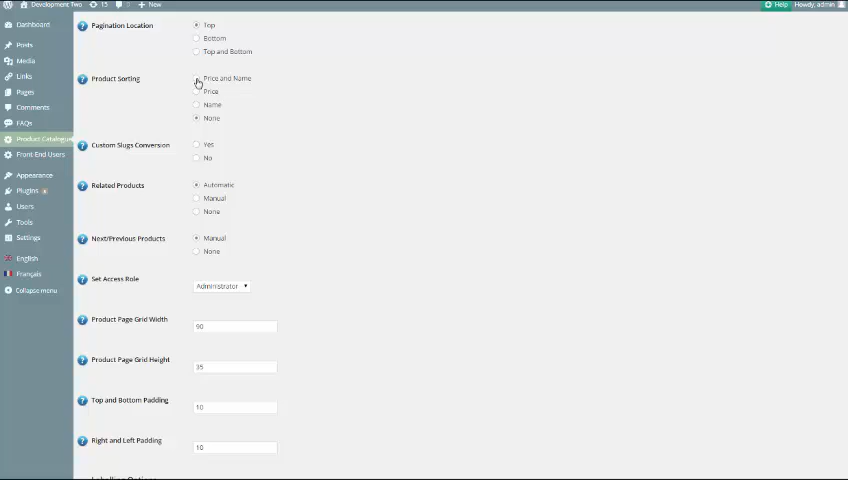 Development Two 15 New Help Howdy, admin
Dashboard
Posts
Media
Links
Pages
Comments
FAQs
Product Catalogue
Front End Users
Appearance
Plugins
Users
Tools
Settings
English
Français
Collapse menu
Pagination Location
Top
Bottom
Top and Bottom
Product Sorting
Price and Name
Price
Name
None
Custom Slugs Conversion
Yes
No
Related Products
Automatic
Manual
None
Next/Previous Products
Manual
None
Set Access Role
Administrator
Product Page Grid Width
90
Product Page Grid Height
35
Top and Bottom Padding
10
Right and Left Padding
10
Labelling Options